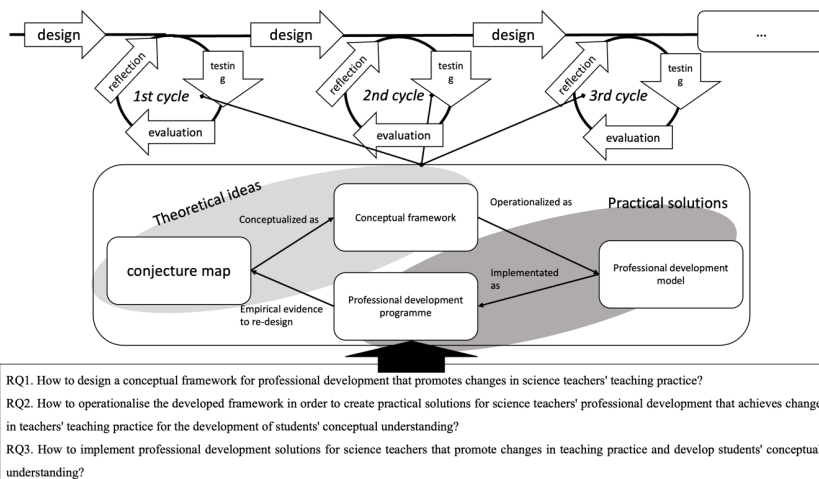 design
design
design
...
reflection
testin
g
1st cycle
evaluation
reflection
testin
g
2nd cycle
evaluation
reflection
testin
g
3rd cycle
evaluation
Theoretical ideas
Practical solutions
Conceptualized as
Conceptual framework
Operationalized as
conjecture map
Professional development
model
Implementated
as
Empirical evidence
to re-design
Professional development
programme
RQ1. How to design a conceptual framework for professional development that promotes changes in science teachers' teaching practice?
RQ2. How to operationalise the developed framework in order to create practical solutions for science teachers' professional development that achieves change
in teachers' teaching practice for the development of students' conceptual understanding?
RQ3. How to implement professional development solutions for science teachers that promote changes in teaching practice and develop students' conceptual
understanding?